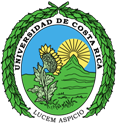 UNIVERSIDAD DE COSTA RICA
LUCEM ASPICIO